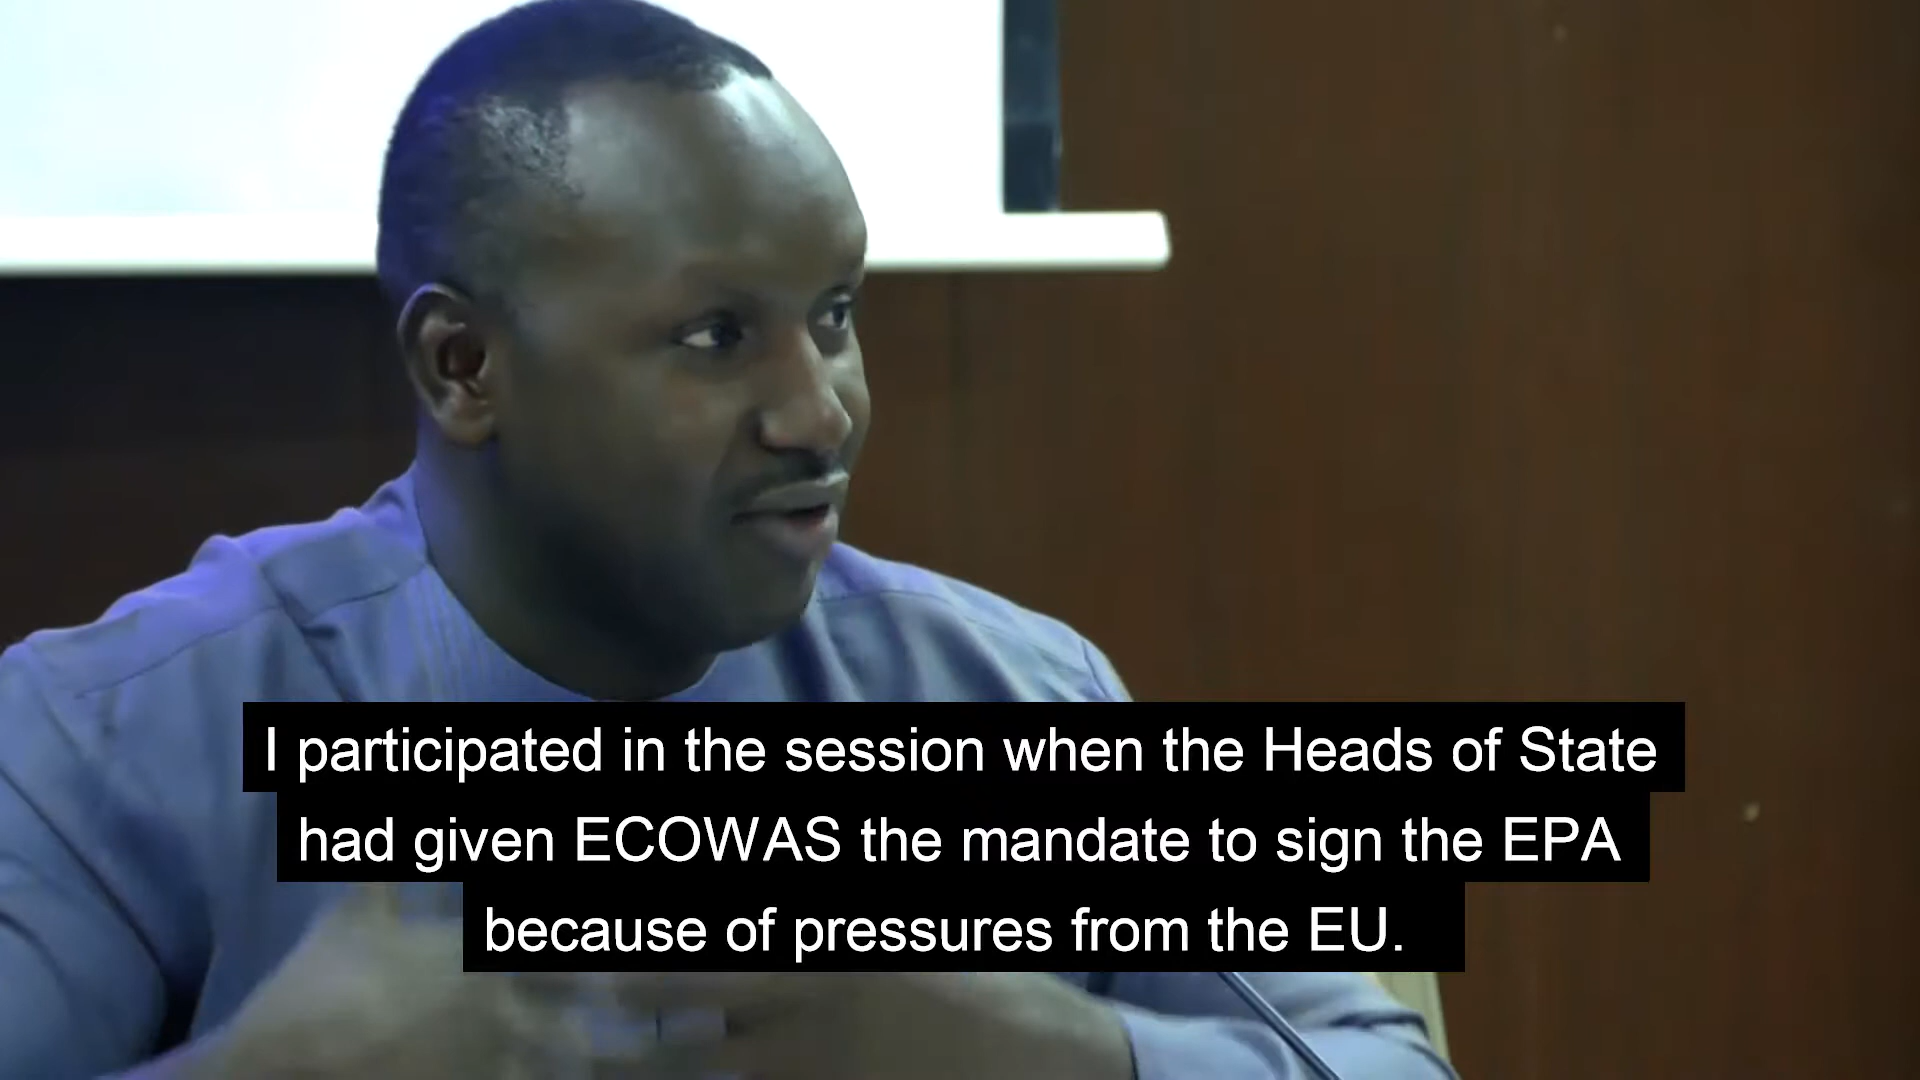 I participated in the session when the Heads of State
had given ECOWAS the mandate to sign the EPA
because of pressures from the EU.